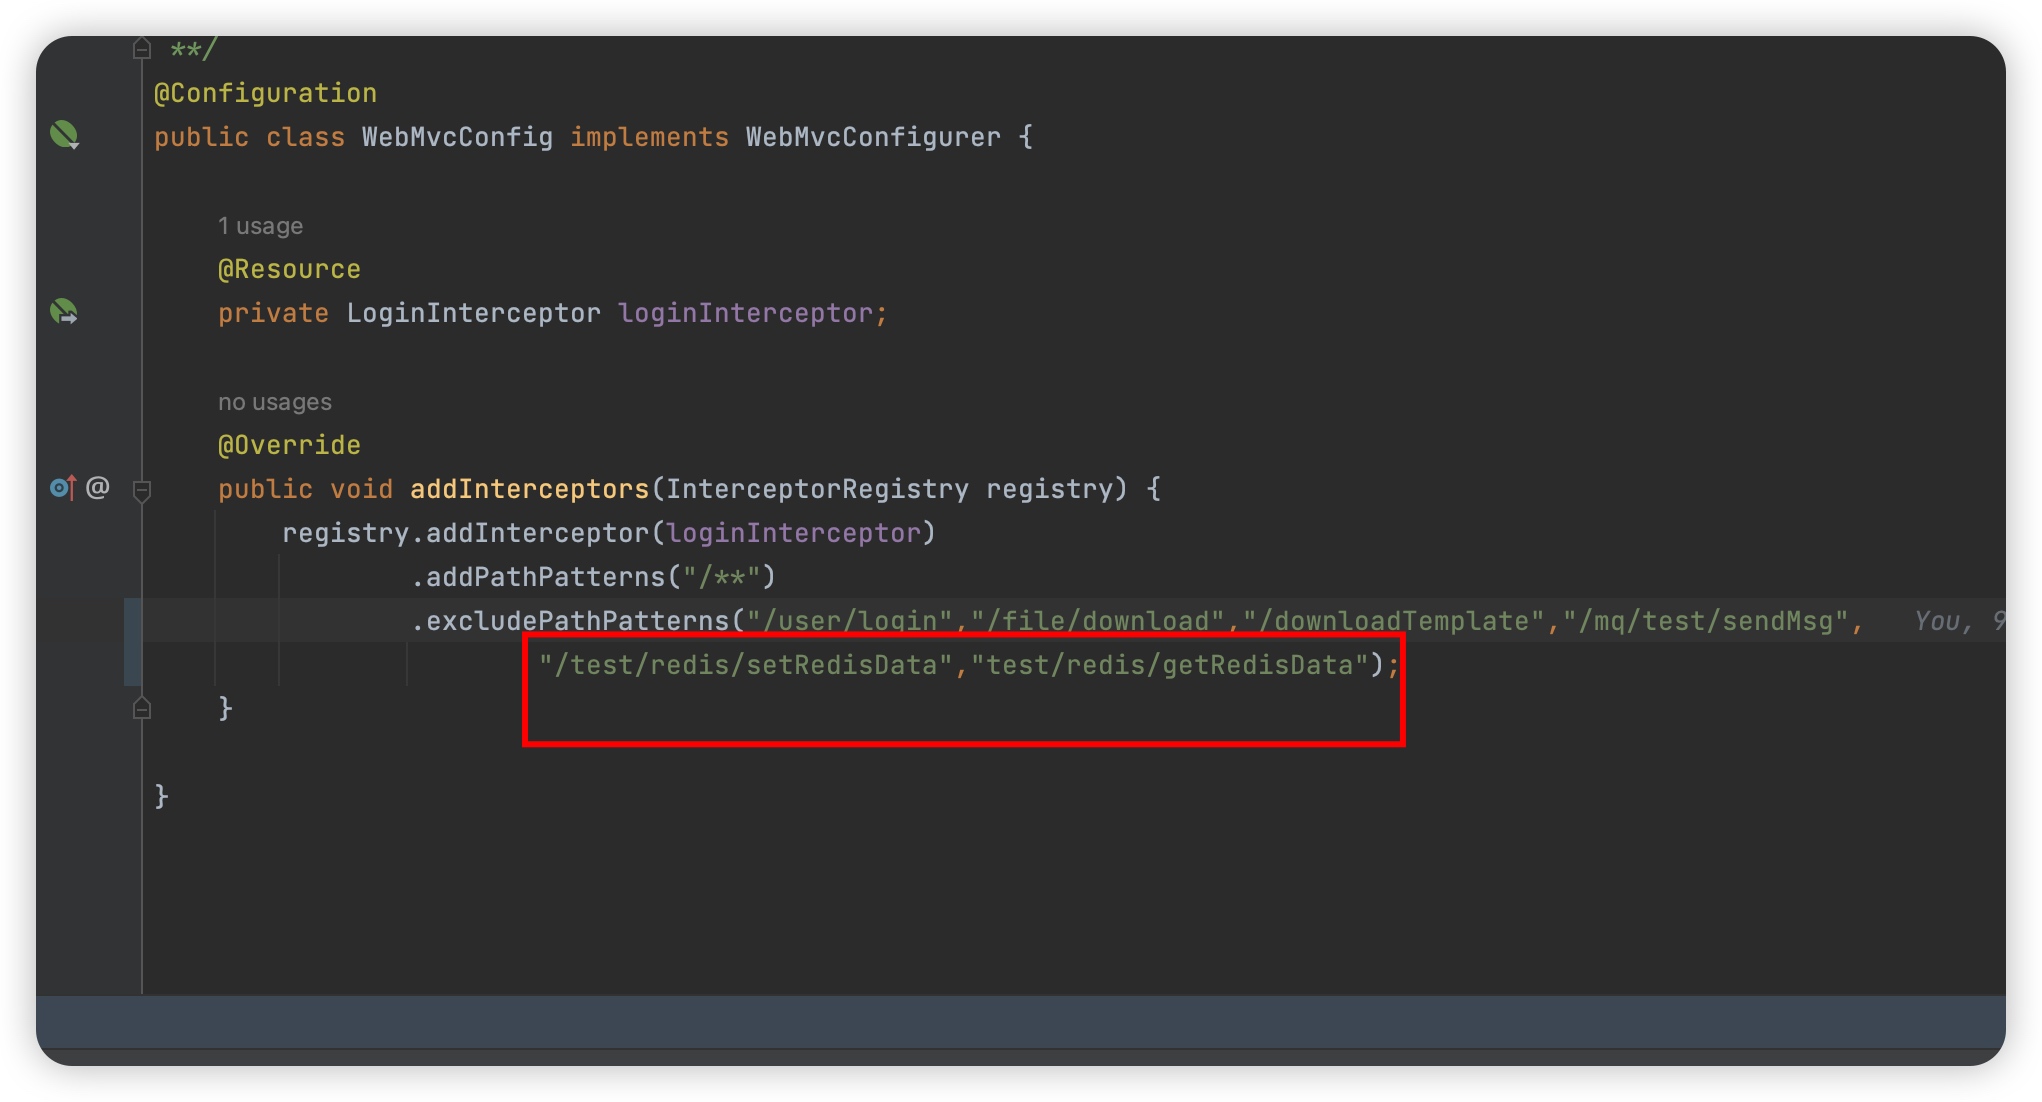 **/
@Configuration
public class WebMvcConfig implements WebMvcConfigurer {
1 usage
@Resource
private LoginInterceptor loginInterceptor;
no usages
@Override
@ public void addInterceptors(InterceptorRegistry registry) {
registry.addInterceptor(loginInterceptor)
.addPathPatterns("/**")
.excludePathPatterns("/user/login","/file/download","/downloadTemplate","/mq/test/sendMsg", You, 9
"/test/redis/setRedisData","test/redis/getRedisData");
}
}